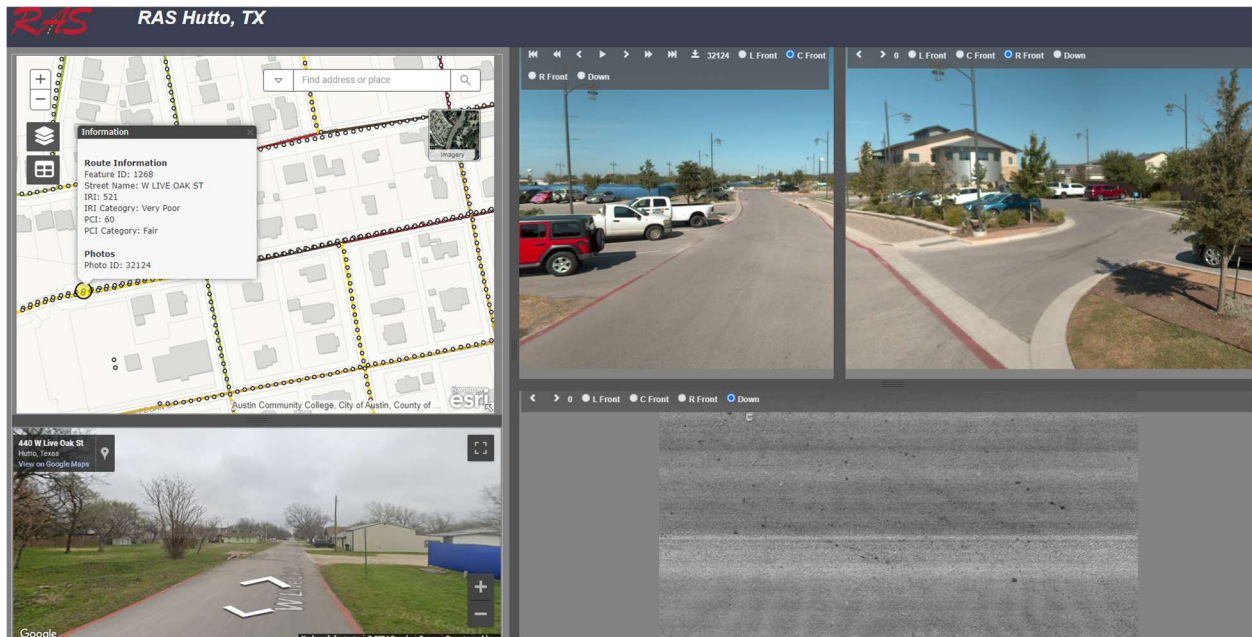 RAS
RAS Hutto, TX
+
−
Find address or place
Imagery
Information
Route Information
Feature ID: 1268
Street Name: W LIVE OAK ST
IRI: 521
IRI Cateogry: Very Poor
PCI: 60
PCI Category: Fair
Photos
Photo ID: 32124
Austin Community College, City of Austin, County of ...
esri
32124 L Front C Front
R Front Down
0 L Front C Front R Front Down
0 L Front C Front R Front Down
440 W Live Oak St
Hutto, Texas
View on Google Maps
+
−
Google